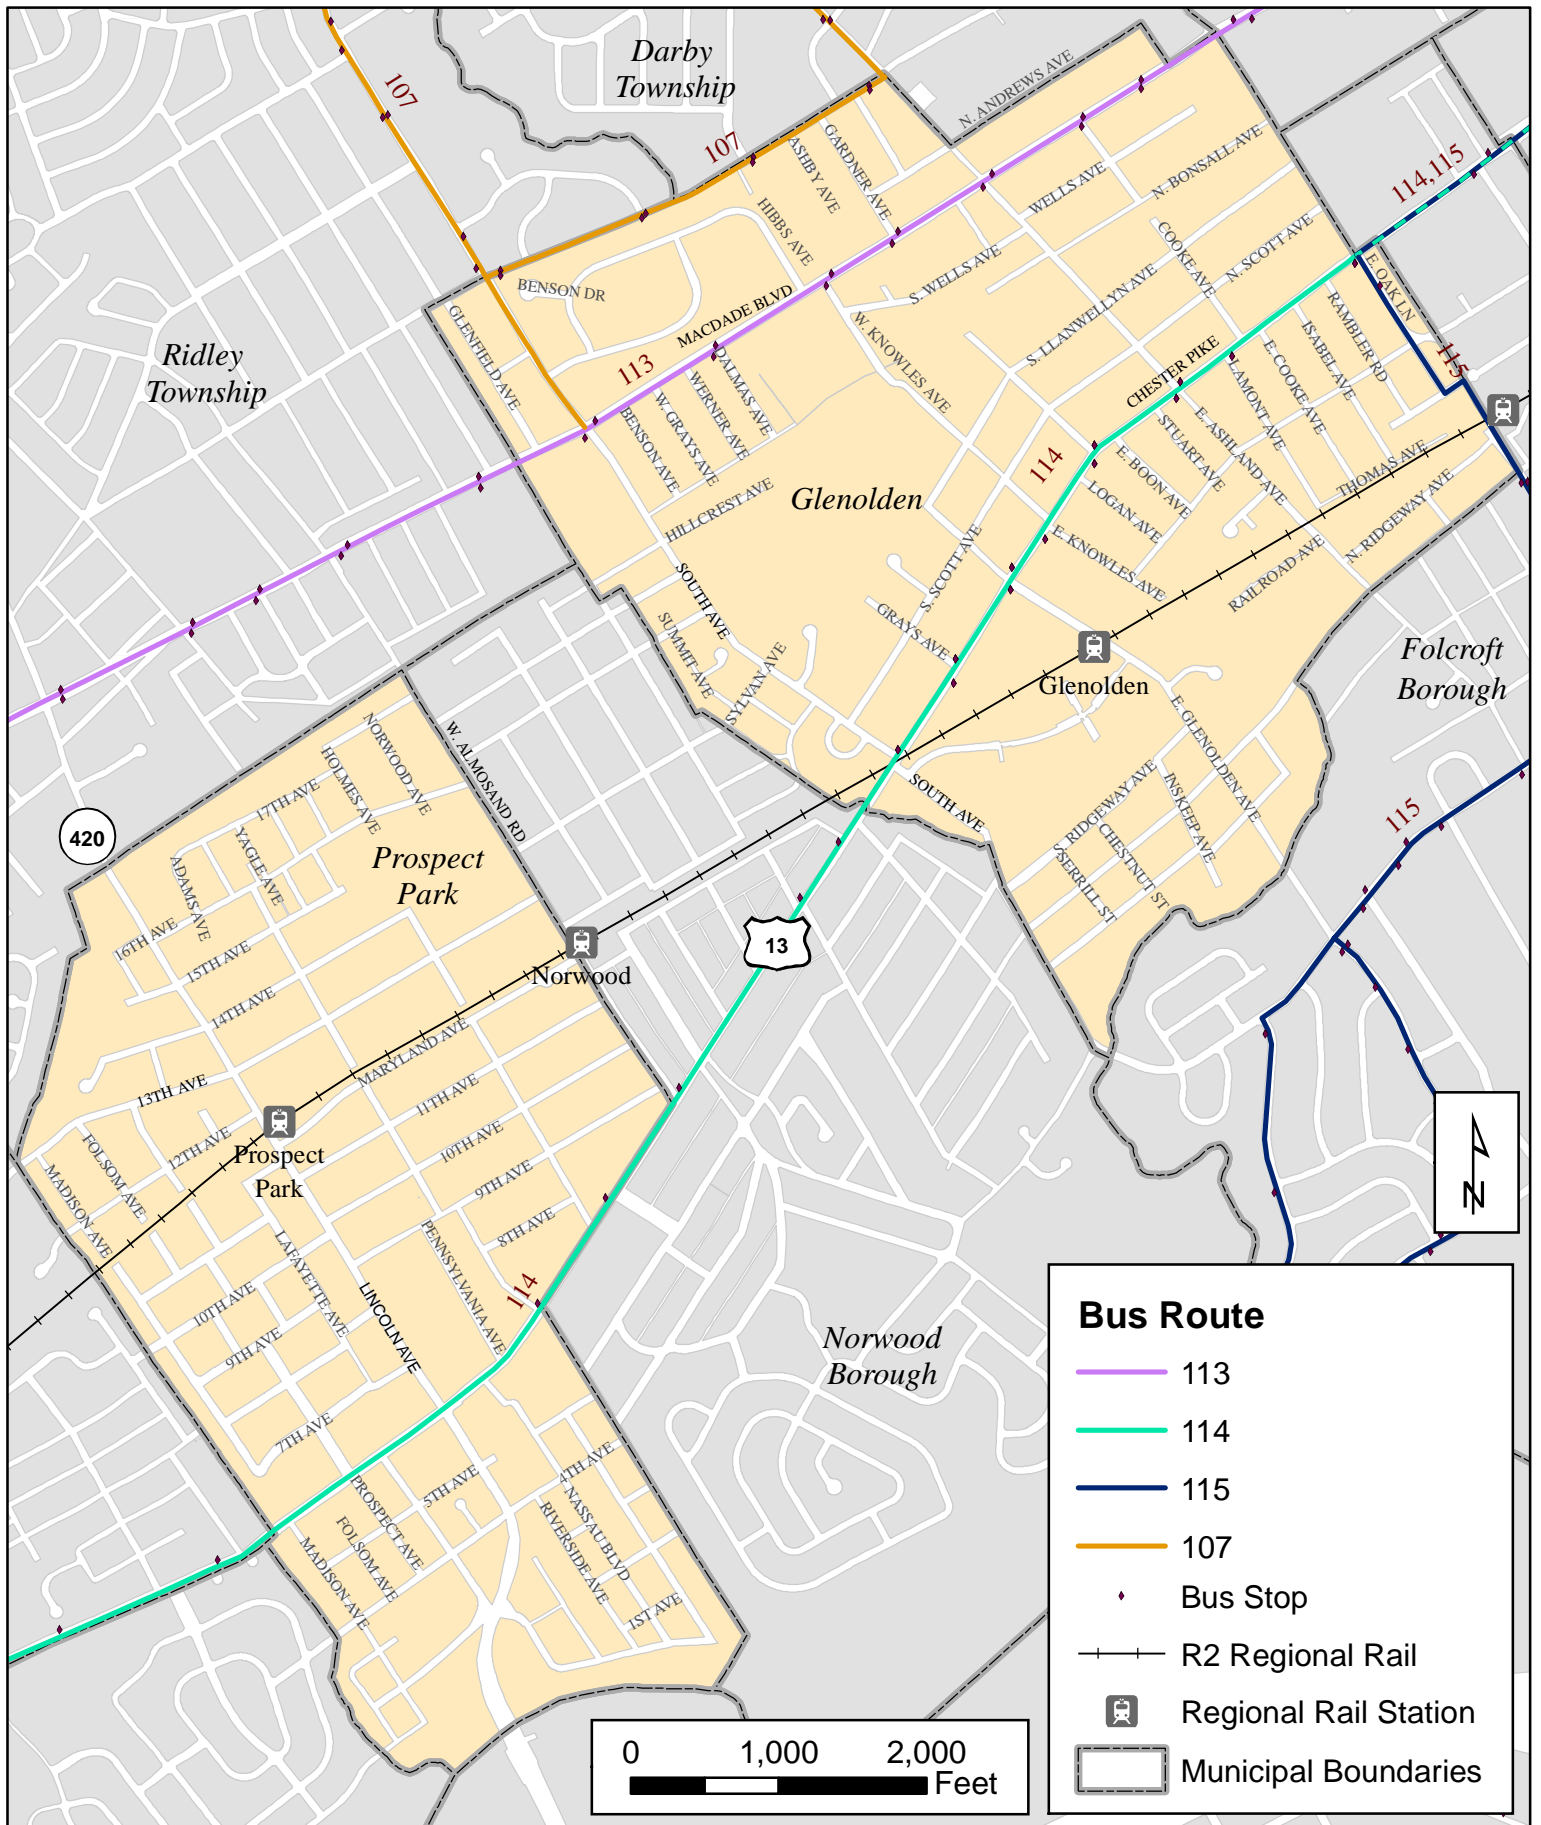 Darby
Township
107
107
N. ANDREWS AVE
ASHBY AVE
GARDNER AVE
HIBBS AVE
WELLS AVE
N. BONSALL AVE
114,115
BENSON DR
S. WELLS AVE
COOKE AVE
N. SCOTT AVE
E. OAK LN
MACDADE BLVD
S. LLANWELLYN AVE
RAMBLER RD
ISABEL AVE
Ridley
Township
GLENFIELD AVE
113
W. KNOWLES AVE
CHESTER PIKE
115
DALMAS AVE
WERNER AVE
W. GRAYS AVE
BENSON AVE
LAMONT AVE
E. COOKE AVE
E. ASHLAND AVE
STUART AVE
E. BOON AVE
LOGAN AVE
THOMAS AVE
N. RIDGEWAY AVE
114
Glenolden
HILLCREST AVE
SOUTH AVE
S. SCOTT AVE
E. KNOWLES AVE
RAILROAD AVE
GRAYS AVE
SUMMIT AVE
SYLVAN AVE
Glenolden
Folcroft
Borough
E. GLENOLDEN AVE
NORWOOD AVE
HOLMES AVE
W. ALMOSAND RD
17TH AVE
SOUTH AVE
S. RIDGEWAY AVE
INSKEEP AVE
CHESTNUT ST
SERRILL ST
115
420
YAGLE AVE
ADAMS AVE
Prospect
Park
16TH AVE
15TH AVE
14TH AVE
13
Norwood
MARYLAND AVE
13TH AVE
11TH AVE
12TH AVE
10TH AVE
Prospect
Park
FOLSOM AVE
MADISON AVE
9TH AVE
8TH AVE
PENNSYLVANIA AVE
LAFAYETTE AVE
LINCOLN AVE
10TH AVE
9TH AVE
114
7TH AVE
Norwood
Borough
5TH AVE
4TH AVE
PROSPECT AVE
FOLSOM AVE
MADISON AVE
NASSAU BLVD
RIVERSIDE AVE
1ST AVE
N
Bus Route
113
114
115
107
Bus Stop
R2 Regional Rail
Regional Rail Station
Municipal Boundaries
0 1,000 2,000
Feet